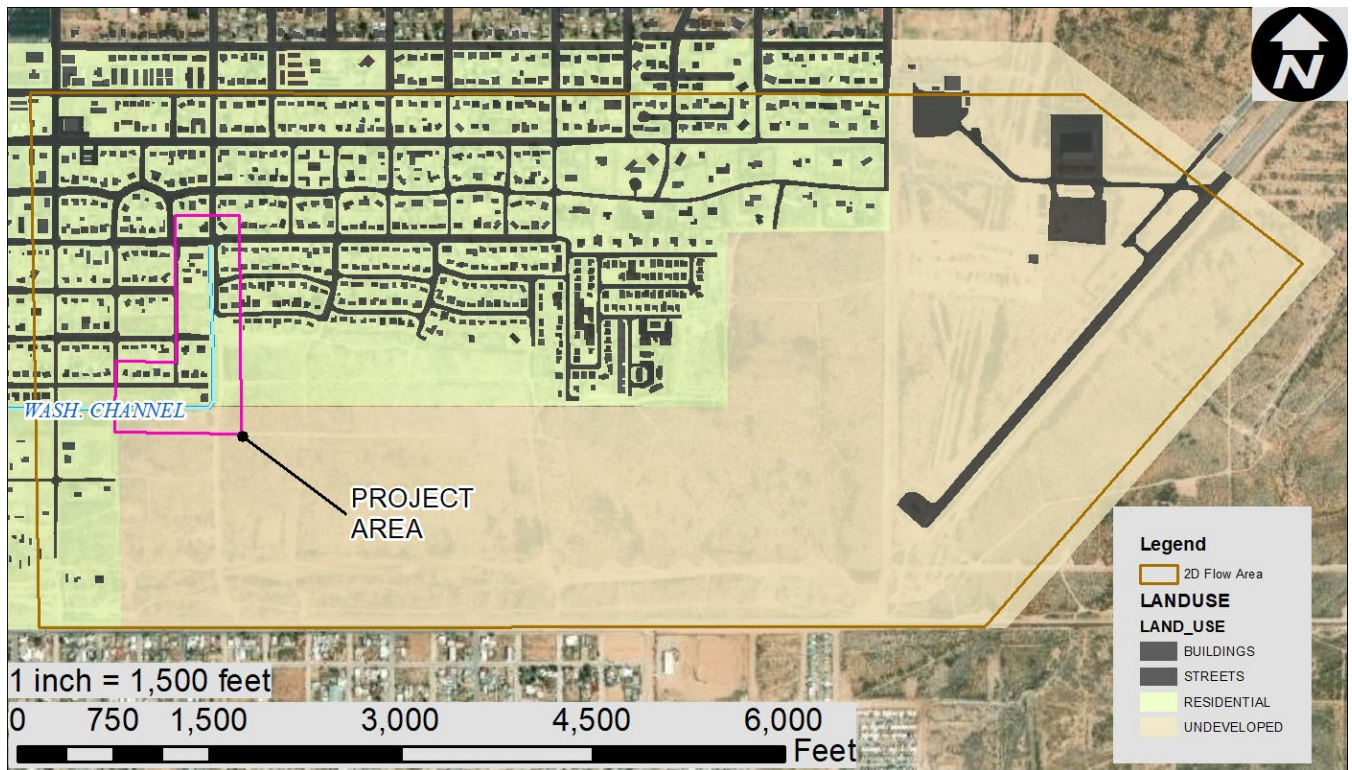 N
WASH. CHANNEL
PROJECT
AREA
Legend
2D Flow Area
LANDUSE
LAND_USE
BUILDINGS
STREETS
RESIDENTIAL
UNDEVELOPED
1 inch = 1,500 feet
0 750 1,500 3,000 4,500 6,000
Feet